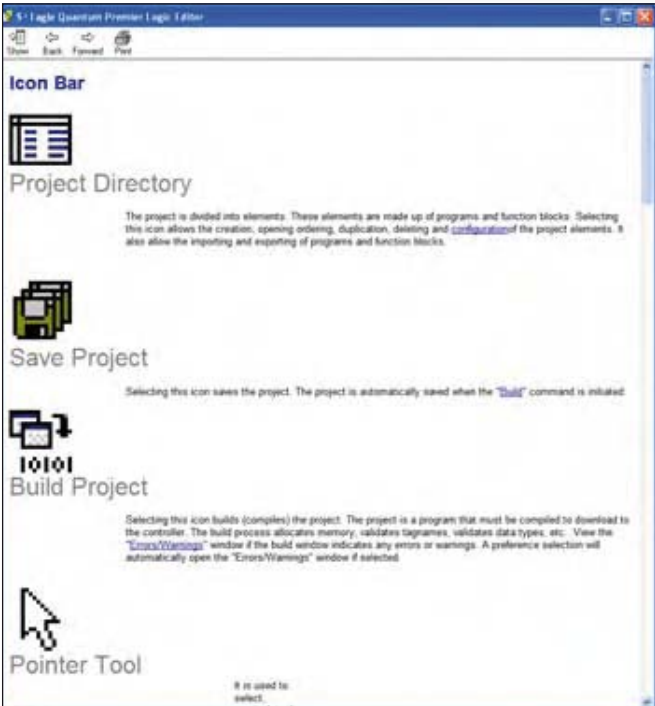 S³ Eagle Quantum Premier Logic Editor
Show Back Forward Print
Icon Bar
Project Directory
The project is divided into elements. These elements are made up of programs and function blocks. Selecting
this icon allows the creation, opening ordering, duplication, deleting and configurationof the project elements. It
also allow the importing and exporting of programs and function blocks.
Save Project
Selecting this icon saves the project. The project is automatically saved when the "Build" command is initiated.
10101
Build Project
Selecting this icon builds (compiles) the project. The project is a program that must be compiled to download to
the controller. The build process allocates memory, validates tagnames, validates data types, etc. View the
"Errors/Warnings" window if the build window indicates any errors or warnings. A preference selection will
automatically open the "Errors/Warnings" window if selected.
Pointer Tool
It is used to
select,